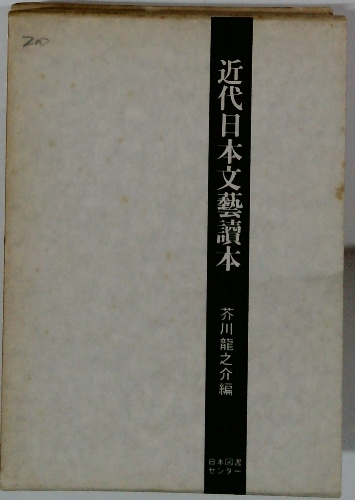 近代日本文藝讀本
芥川龍之介編
日本図書
センター